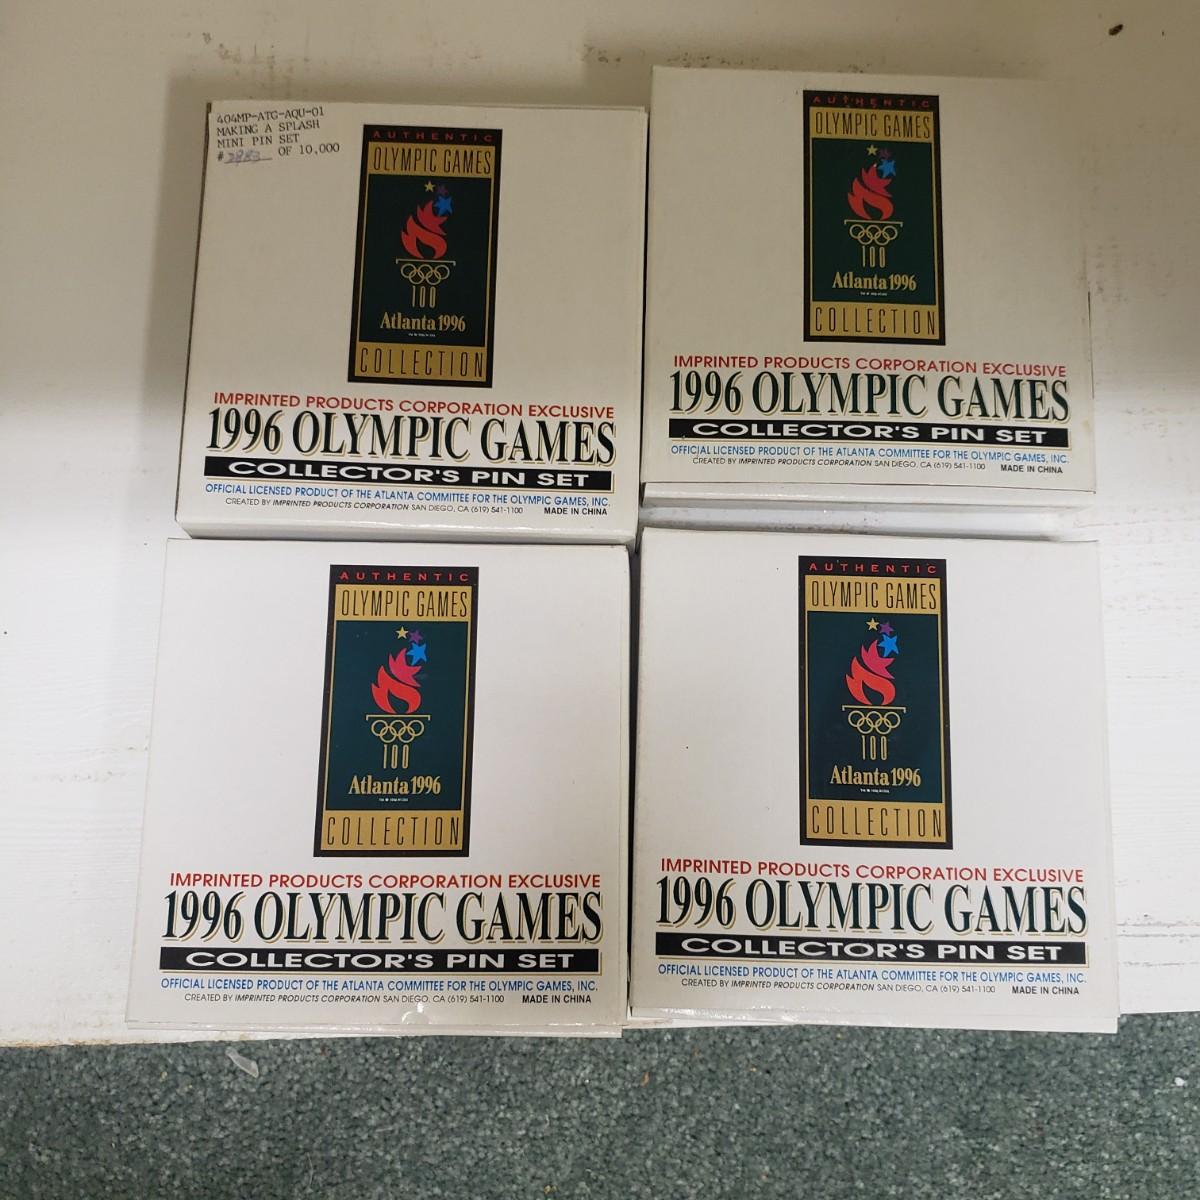 404MP-ATG-AQU-01
MAKING A SPLASH
MINI PIN SET
# OF 10,000
AUTHENTIC
OLYMPIC GAMES
100
Atlanta 1996
COLLECTION
IMPRINTED PRODUCTS CORPORATION EXCLUSIVE
1996 OLYMPIC GAMES
COLLECTOR'S PIN SET
OFFICIAL LICENSED PRODUCT OF THE ATLANTA COMMITTEE FOR THE OLYMPIC GAMES, INC.
CREATED BY IMPRINTED PRODUCTS CORPORATION SAN DIEGO, CA (619) 541-1100 MADE IN CHINA
AUTHENTIC
OLYMPIC GAMES
100
Atlanta 1996
COLLECTION
IMPRINTED PRODUCTS CORPORATION EXCLUSIVE
1996 OLYMPIC GAMES
COLLECTOR'S PIN SET
OFFICIAL LICENSED PRODUCT OF THE ATLANTA COMMITTEE FOR THE OLYMPIC GAMES, INC.
CREATED BY IMPRINTED PRODUCTS CORPORATION SAN DIEGO, CA (619) 541-1100 MADE IN CHINA
AUTHENTIC
OLYMPIC GAMES
100
Atlanta 1996
COLLECTION
IMPRINTED PRODUCTS CORPORATION EXCLUSIVE
1996 OLYMPIC GAMES
COLLECTOR'S PIN SET
OFFICIAL LICENSED PRODUCT OF THE ATLANTA COMMITTEE FOR THE OLYMPIC GAMES, INC.
CREATED BY IMPRINTED PRODUCTS CORPORATION SAN DIEGO, CA (619) 541-1100 MADE IN CHINA
AUTHENTIC
OLYMPIC GAMES
100
Atlanta 1996
COLLECTION
IMPRINTED PRODUCTS CORPORATION EXCLUSIVE
1996 OLYMPIC GAMES
COLLECTOR'S PIN SET
OFFICIAL LICENSED PRODUCT OF THE ATLANTA COMMITTEE FOR THE OLYMPIC GAMES, INC.
CREATED BY IMPRINTED PRODUCTS CORPORATION SAN DIEGO, CA (619) 541-1100 MADE IN CHINA